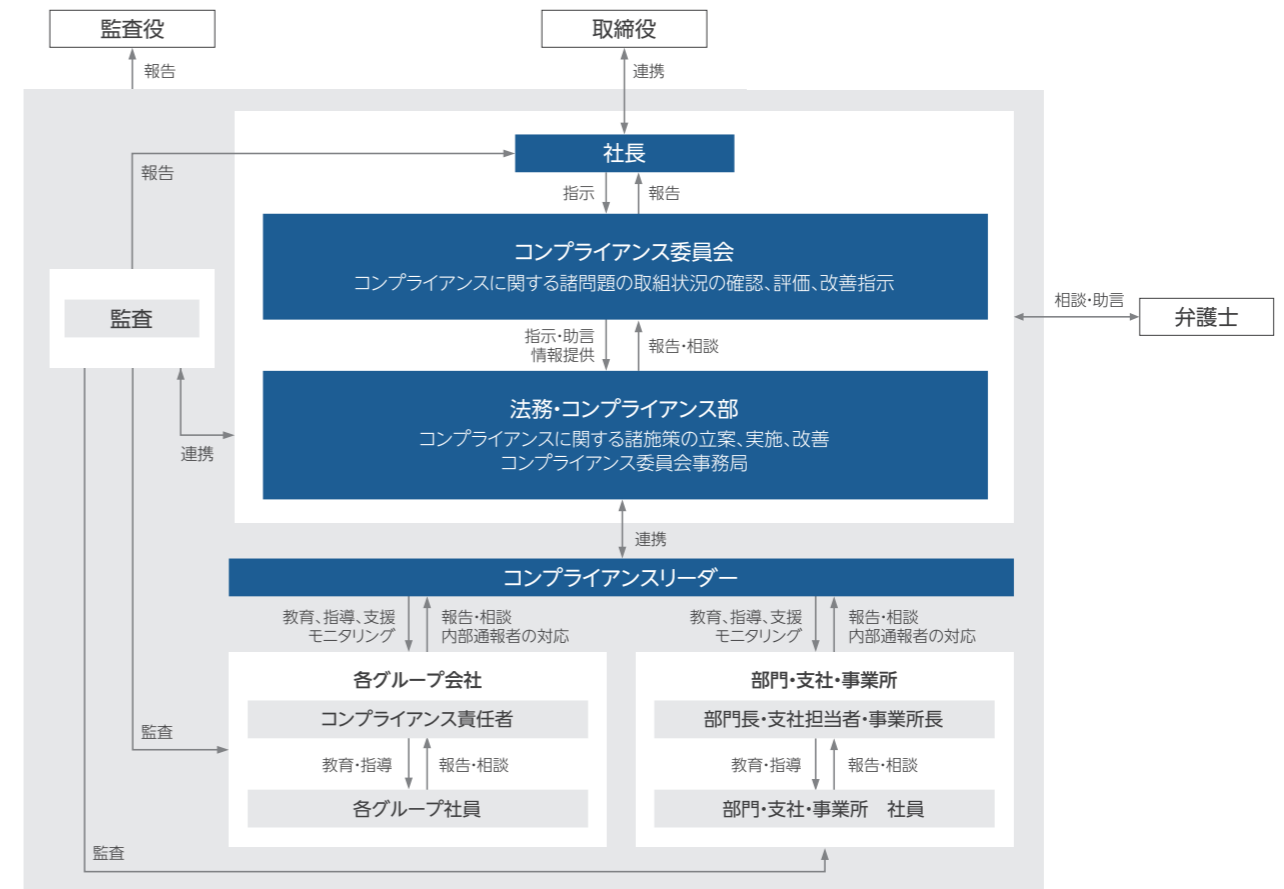 監査役
取締役
報告
連携
社長
報告
指示
報告
コンプライアンス委員会
コンプライアンスに関する諸問題の取組状況の確認、評価、改善指示
監査
相談・助言
弁護士
指示・助言
情報提供
報告・相談
法務・コンプライアンス部
コンプライアンスに関する諸施策の立案、実施、改善
コンプライアンス委員会事務局
連携
連携
コンプライアンスリーダー
教育、指導、支援
モニタリング
報告・相談
内部通報者の対応
教育、指導、支援
モニタリング
報告・相談
内部通報者の対応
各グループ会社
部門・支社・事業所
コンプライアンス責任者
部門長・支社担当者・事業所長
監査
教育・指導
報告・相談
教育・指導
報告・相談
各グループ社員
部門・支社・事業所　社員
監査